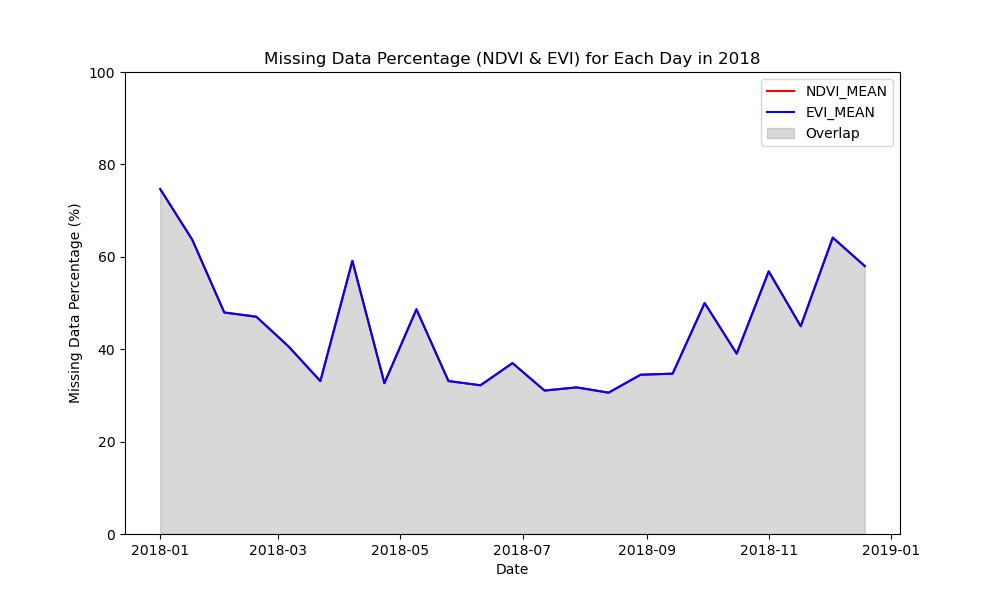 Missing Data Percentage (NDVI & EVI) for Each Day in 2018
NDVI_MEAN
EVI_MEAN
Overlap
Missing Data Percentage (%)
100
80
60
40
20
0
2018-01 2018-03 2018-05 2018-07 2018-09 2018-11 2019-01
Date